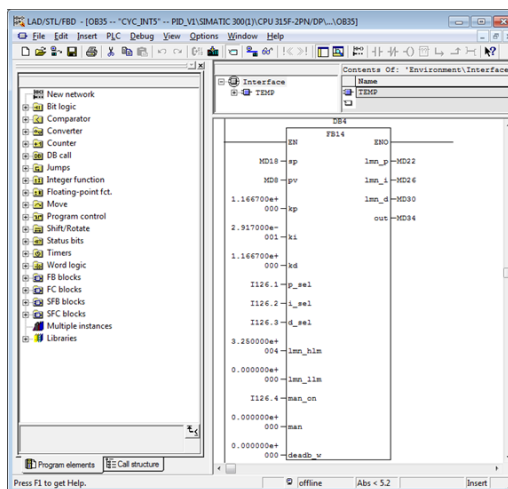 LAD/STL/FBD - [OB35 -- "CYC_INT5" -- PID_V1\SIMATIC 300(1)\CPU 315F-2PN/DP\...\OB35]
File Edit Insert PLC Debug View Options Window Help
Contents Of: 'Environment\Interface
Interface
TEMP
Name
TEMP
New network
Bit logic
Comparator
Converter
Counter
DB call
Jumps
Integer function
Floating-point fct.
Move
Program control
Shift/Rotate
Status bits
Timers
Word logic
FB blocks
FC blocks
SFB blocks
SFC blocks
Multiple instances
Libraries
Program elements Call structure
DB4
FB14
EN ENO
MD18 sp lmn_p MD22
MD8 pv lmn_i MD26
1.166700e+ lmn_d MD30
000 kp
out MD34
2.917000e-
001 ki
1.166700e+
000 kd
I126.1 p_sel
I126.2 i_sel
I126.3 d_sel
3.250000e+
004 lmn_hlm
0.000000e+
000 lmn_llm
I126.4 man_on
0.000000e+
000 man
0.000000e+
000 deadb_w
Press F1 to get Help. offline Abs < 5.2 Insert